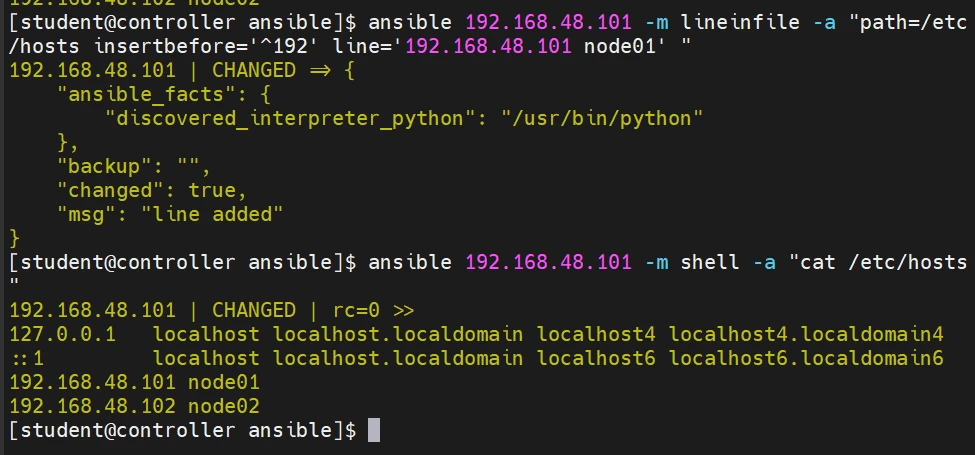 192.168.48.102 node02
[student@controller ansible]$ ansible 192.168.48.101 -m lineinfile -a "path=/etc
/hosts insertbefore='^192' line='192.168.48.101 node01' "
192.168.48.101 | CHANGED => {
    "ansible_facts": {
        "discovered_interpreter_python": "/usr/bin/python"
    },
    "backup": "",
    "changed": true,
    "msg": "line added"
}
[student@controller ansible]$ ansible 192.168.48.101 -m shell -a "cat /etc/hosts
"
192.168.48.101 | CHANGED | rc=0 >>
127.0.0.1   localhost localhost.localdomain localhost4 localhost4.localdomain4
::1         localhost localhost.localdomain localhost6 localhost6.localdomain6
192.168.48.101 node01
192.168.48.102 node02
[student@controller ansible]$